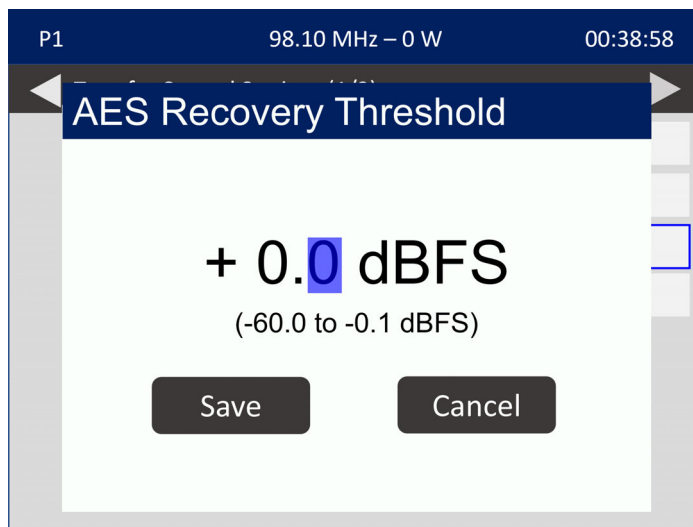 P1 98.10 MHz – 0 W 00:38:58
AES Recovery Threshold
+ 0.0 dBFS
(-60.0 to -0.1 dBFS)
Save Cancel